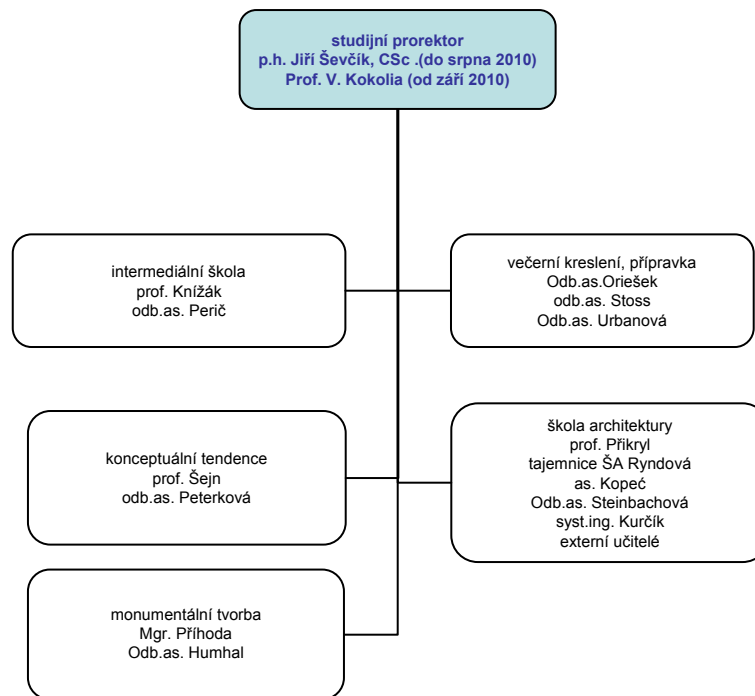 studijní prorektor
p.h. Jiří Ševčík, CSc .(do srpna 2010)
Prof. V. Kokolia (od září 2010)
intermediální škola
prof. Knížák
odb.as. Perič
večerní kreslení, přípravka
Odb.as.Oriešek
odb.as. Stoss
Odb.as. Urbanová
konceptuální tendence
prof. Šejn
odb.as. Peterková
škola architektury
prof. Přikryl
tajemnice ŠA Ryndová
as. Kopeć
Odb.as. Steinbachová
syst.ing. Kurčík
externí učitelé
monumentální tvorba
Mgr. Příhoda
Odb.as. Humhal